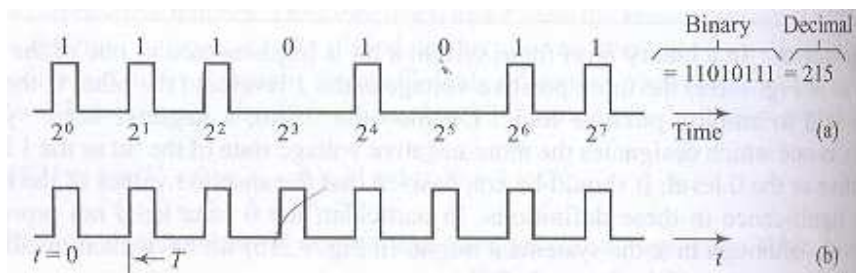 Binary Decimal
1 1 1 0 1 0 1 1
= 11010111 = 215
2⁰ 2¹ 2² 2³ 2⁴ 2⁵ 2⁶ 2⁷ Time (a)
t = 0 T t (b)